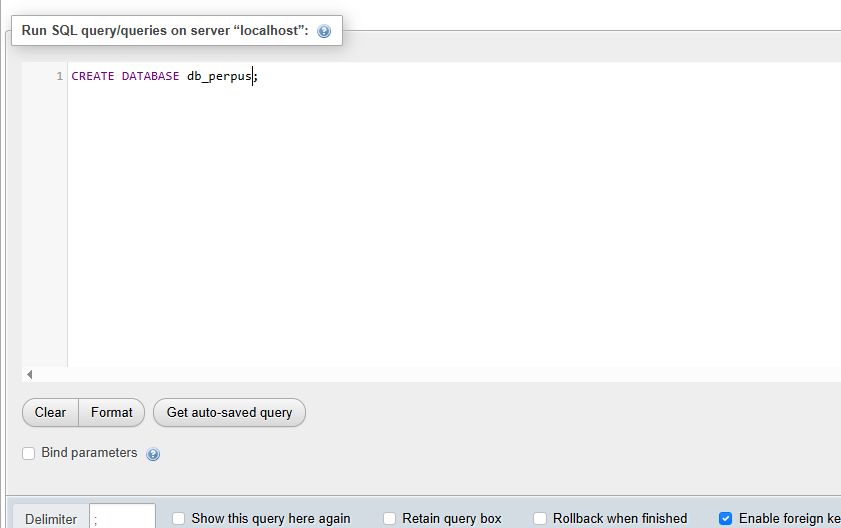 Run SQL query/queries on server “localhost”:
1 CREATE DATABASE db_perpus;
Clear Format Get auto-saved query
Bind parameters
Delimiter ; Show this query here again Retain query box Rollback when finished Enable foreign ke